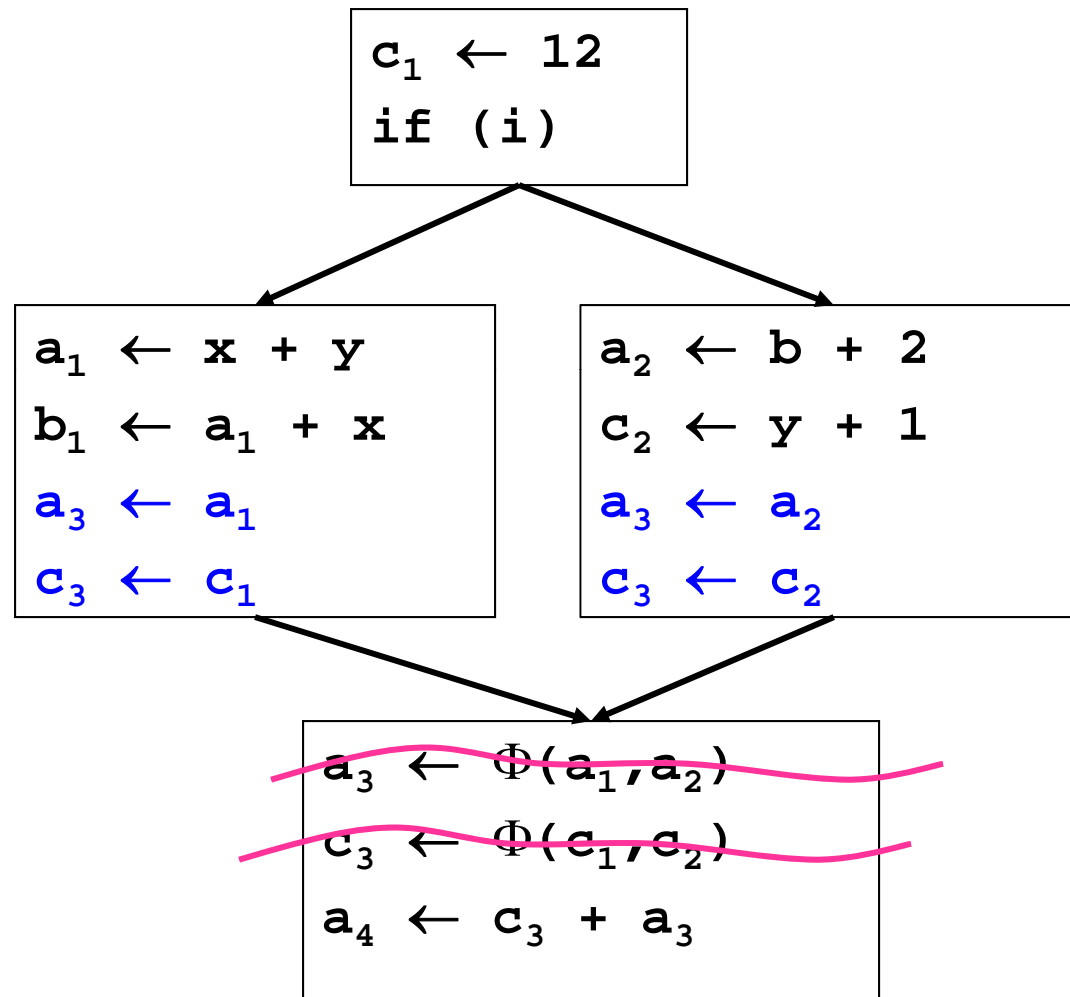 c₁ ← 12
if (i)
a₁ ← x + y
b₁ ← a₁ + x
a₃ ← a₁
c₃ ← c₁
a₂ ← b + 2
c₂ ← y + 1
a₃ ← a₂
c₃ ← c₂
a₃ ← Φ(a₁,a₂)
c₃ ← Φ(c₁,c₂)
a₄ ← c₃ + a₃